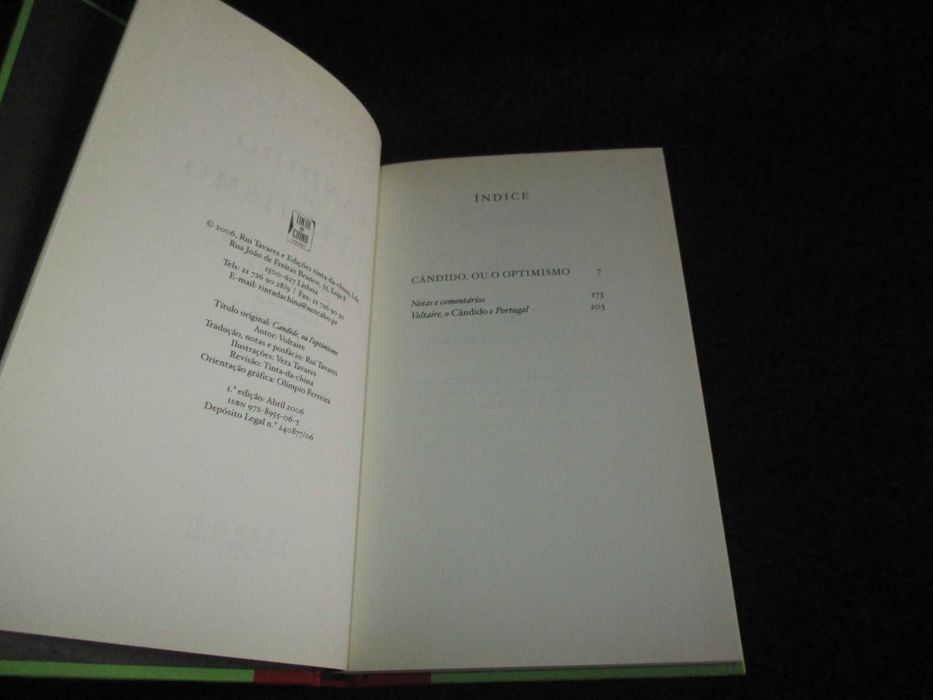 TINTA
DA
CHINA
© 2006, Rui Tavares e Edições tinta-da-china, Lda.
Rua João de Freitas Branco, 35, Loja 8
1500-627 Lisboa
Tels: 21 726 90 28/9 | Fax: 21 726 90 30
E-mail: tintadachina@netcabo.pt
Título original: Candide, ou l'optimisme
Autor: Voltaire
Tradução, notas e posfácio: Rui Tavares
Ilustrações: Vera Tavares
Revisão: Tinta-da-china
Orientação gráfica: Olímpio Ferreira
1.ª edição: Abril 2006
ISBN 972-8955-06-5
Depósito Legal n.º 240877/06
ÍNDICE
CÂNDIDO, OU O OPTIMISMO 7
Notas e comentários 173
Voltaire, o Cândido e Portugal 203